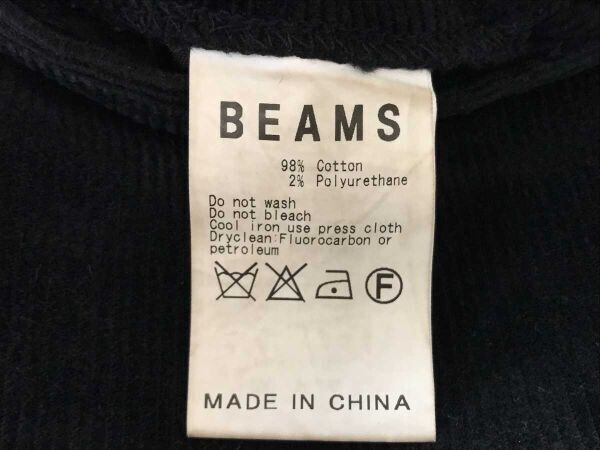 BEAMS
98% Cotton
2% Polyurethane
Do not wash
Do not bleach
Cool iron use press cloth
Dryclean:Fluorocarbon or
petroleum
F
MADE IN CHINA